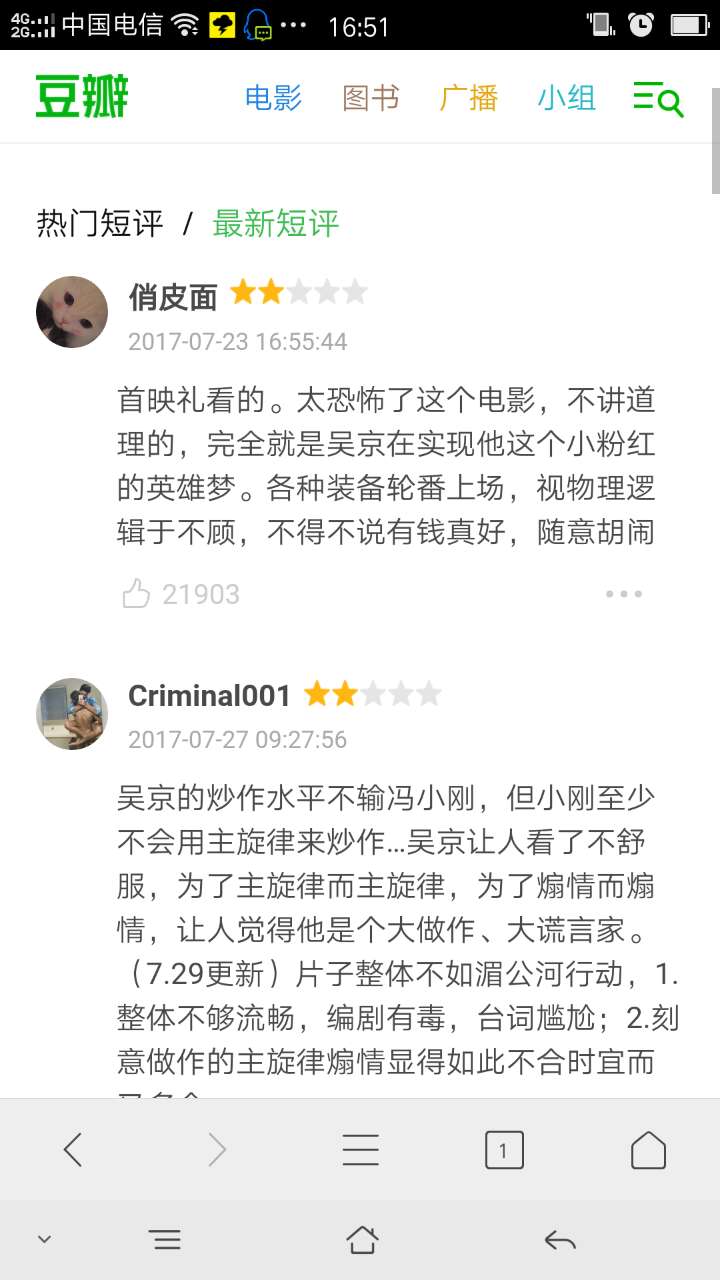 4G 2G 中国电信 16:51
豆瓣 电影 图书 广播 小组
热门短评 / 最新短评
俏皮面
2017-07-23 16:55:44
首映礼看的。太恐怖了这个电影，不讲道
理的，完全就是吴京在实现他这个小粉红
的英雄梦。各种装备轮番上场，视物理逻
辑于不顾，不得不说有钱真好，随意胡闹
21903
Criminal001
2017-07-27 09:27:56
吴京的炒作水平不输冯小刚，但小刚至少
不会用主旋律来炒作…吴京让人看了不舒
服，为了主旋律而主旋律，为了煽情而煽
情，让人觉得他是个大做作、大谎言家。
（7.29更新）片子整体不如湄公河行动，1.
整体不够流畅，编剧有毒，台词尴尬；2.刻
意做作的主旋律煽情显得如此不合时宜而
1